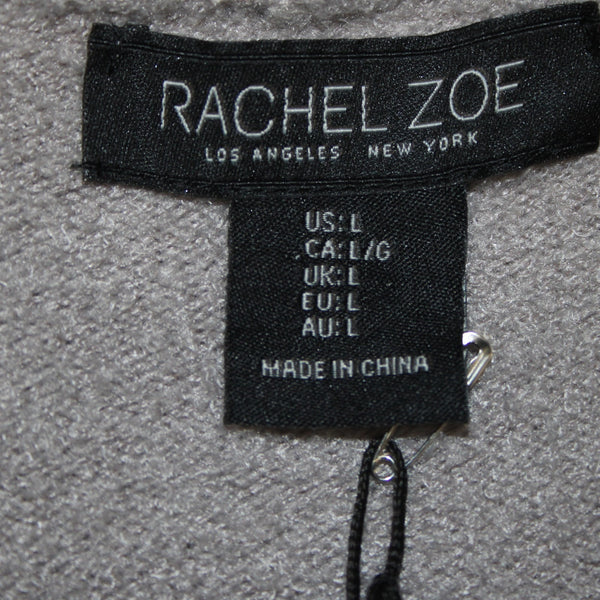 RACHEL ZOE
LOS ANGELES NEW YORK
US: L
CA: L/G
UK: L
EU: L
AU: L
MADE IN CHINA